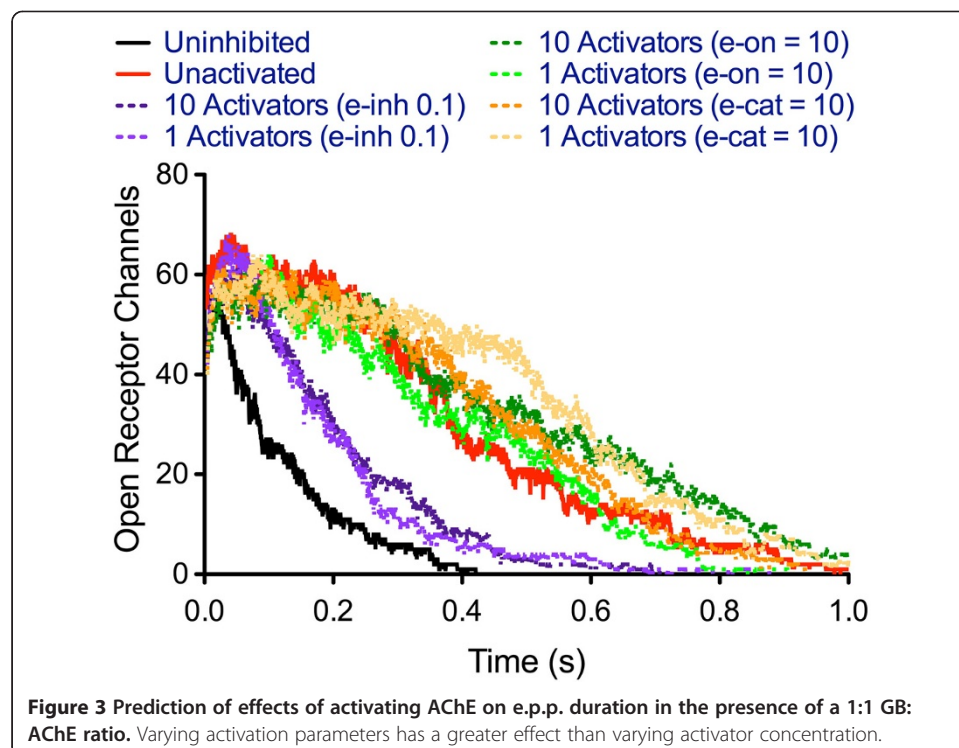 Uninhibited
Unactivated
10 Activators (e-inh 0.1)
1 Activators (e-inh 0.1)
10 Activators (e-on = 10)
1 Activators (e-on = 10)
10 Activators (e-cat = 10)
1 Activators (e-cat = 10)
Open Receptor Channels
80
60
40
20
0
0.0 0.2 0.4 0.6 0.8 1.0
Time (s)
Figure 3 Prediction of effects of activating AChE on e.p.p. duration in the presence of a 1:1 GB:
AChE ratio. Varying activation parameters has a greater effect than varying activator concentration.